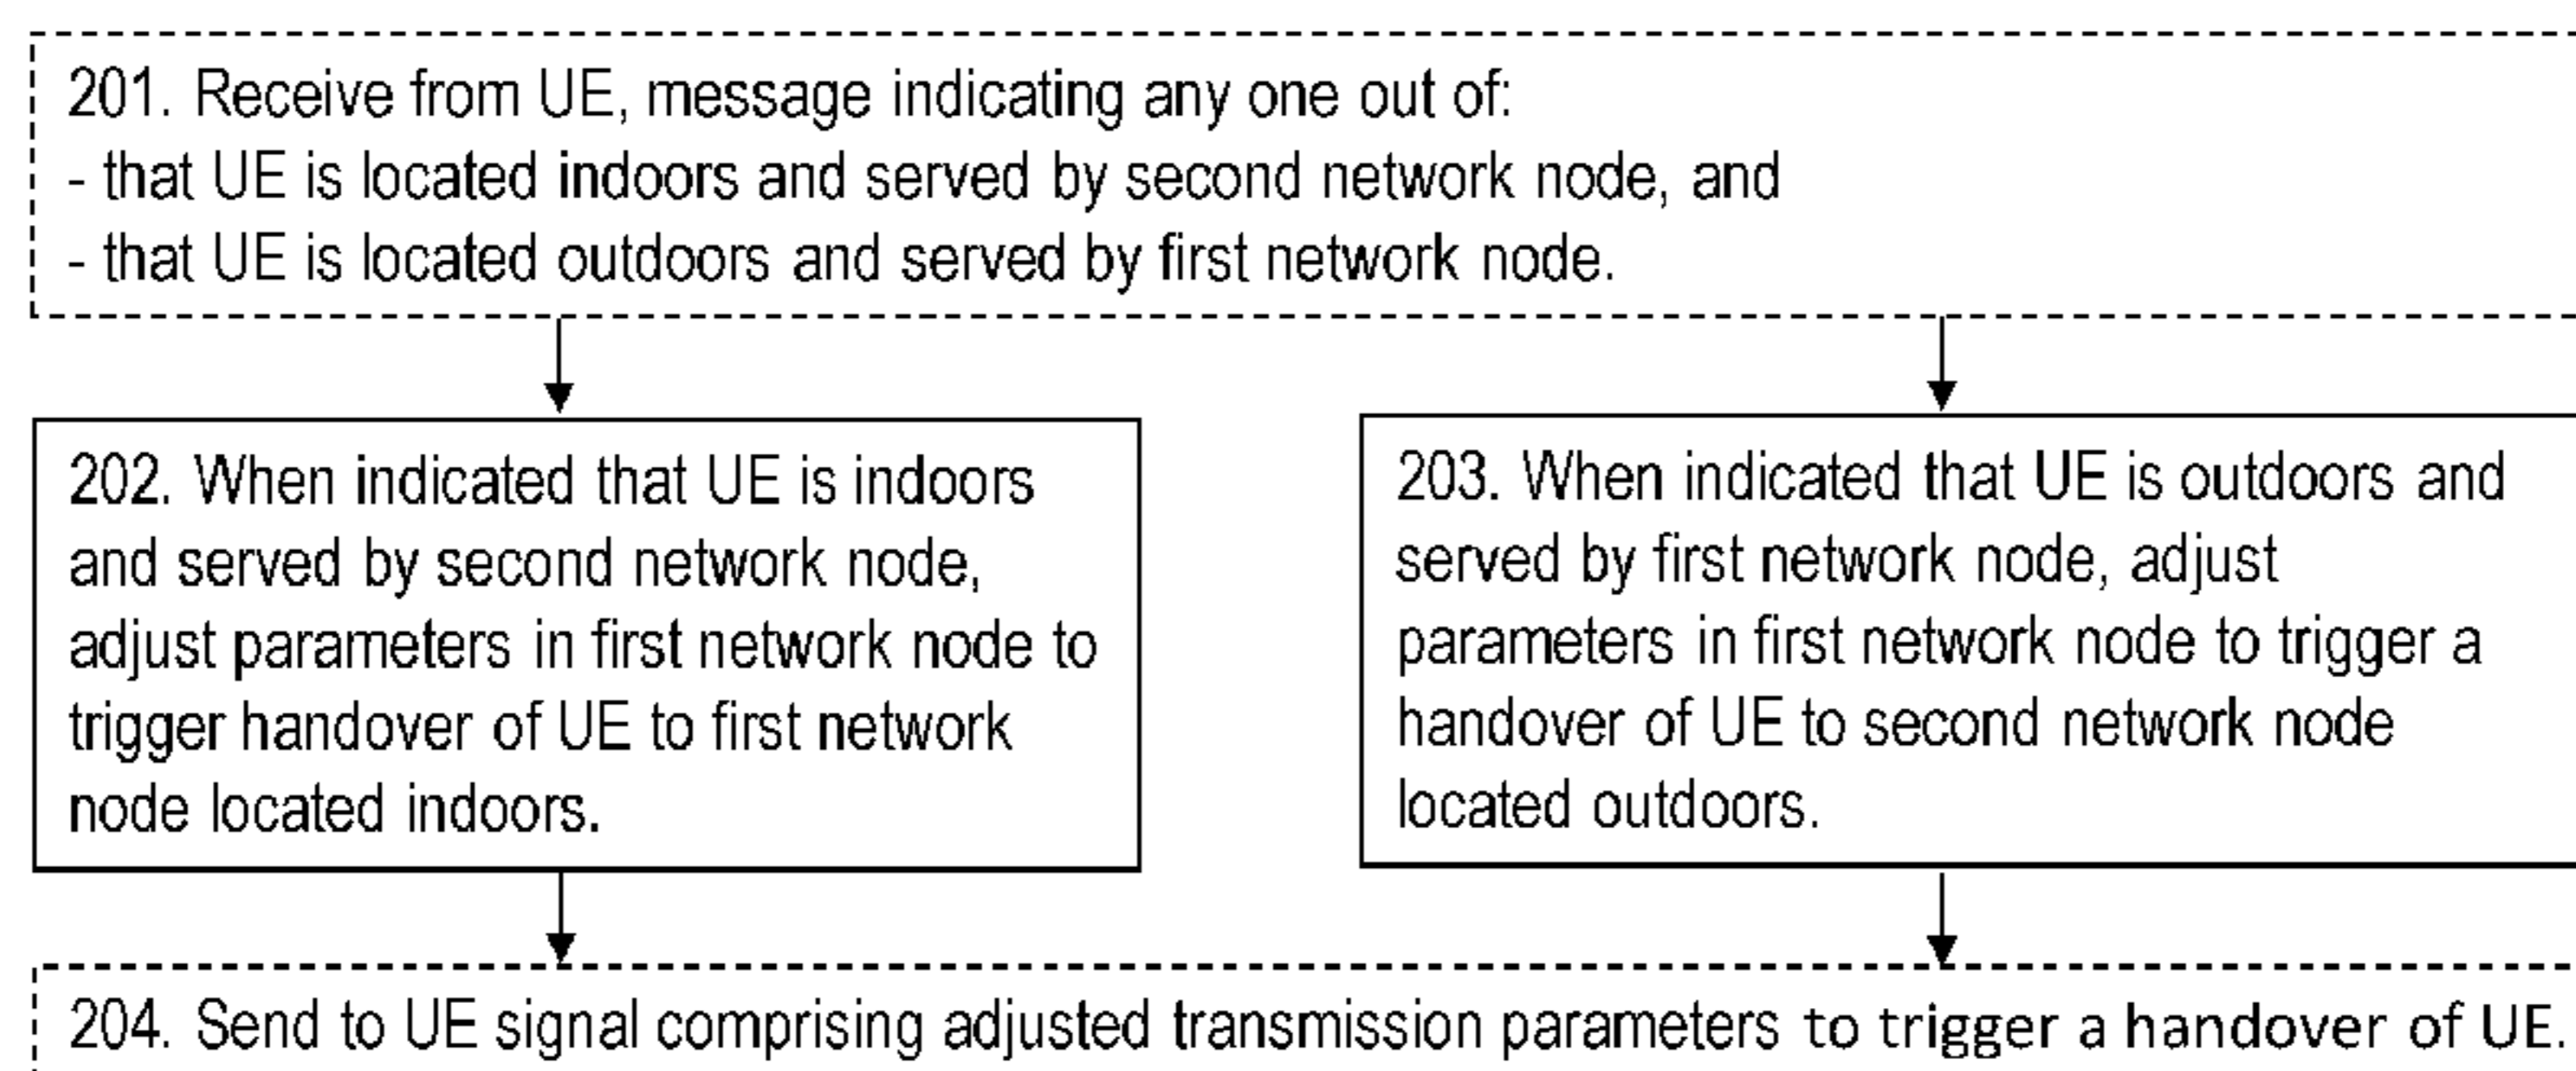 201. Receive from UE, message indicating any one out of:
- that UE is located indoors and served by second network node, and
- that UE is located outdoors and served by first network node.
202. When indicated that UE is indoors
and served by second network node,
adjust parameters in first network node to
trigger handover of UE to first network
node located indoors.
203. When indicated that UE is outdoors and
served by first network node, adjust
parameters in first network node to trigger a
handover of UE to second network node
located outdoors.
204. Send to UE signal comprising adjusted transmission parameters to trigger a handover of UE.